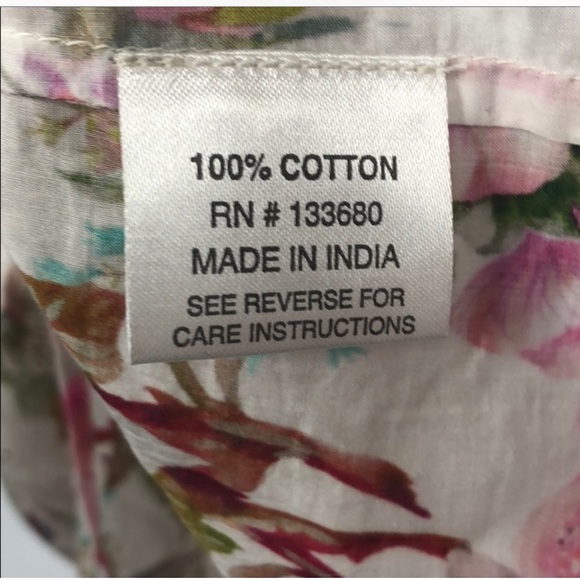 100% COTTON
RN # 133680
MADE IN INDIA
SEE REVERSE FOR
CARE INSTRUCTIONS